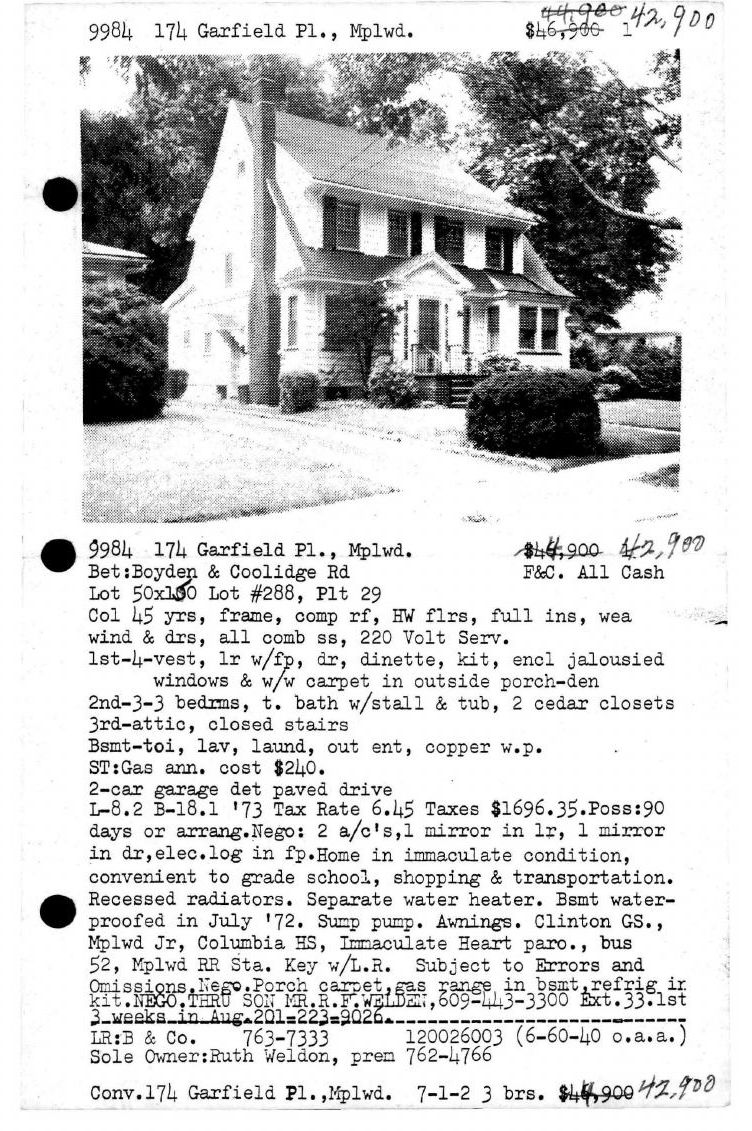 44,900 42,900
9984 174 Garfield Pl., Mplwd. $46,900 1
9984 174 Garfield Pl., Mplwd. $44,900 42,900
Bet:Boyden & Coolidge Rd F&C. All Cash
Lot 50x150 Lot #288, Plt 29
Col 45 yrs, frame, comp rf, HW flrs, full ins, wea
wind & drs, all comb ss, 220 Volt Serv.
1st-4-vest, lr w/fp, dr, dinette, kit, encl jalousied
windows & w/w carpet in outside porch-den
2nd-3-3 bedrms, t. bath w/stall & tub, 2 cedar closets
3rd-attic, closed stairs
Bsmt-toi, lav, laund, out ent, copper w.p.
ST:Gas ann. cost $240.
2-car garage det paved drive
L-8.2 B-18.1 '73 Tax Rate 6.45 Taxes $1696.35.Poss:90
days or arrang.Nego: 2 a/c's,1 mirror in lr, 1 mirror
in dr,elec.log in fp.Home in immaculate condition,
convenient to grade school, shopping & transportation.
Recessed radiators. Separate water heater. Bsmt water-
proofed in July '72. Sump pump. Awnings. Clinton GS.,
Mplwd Jr, Columbia HS, Immaculate Heart paro., bus
52, Mplwd RR Sta. Key w/L.R. Subject to Errors and
Omissions.Nego.Porch carpet,gas range in bsmt,refrig in
kit.NEGO.THRU SON MR.R.F.WELDEN,609-443-3300 Ext.33.1st
3 weeks in Aug.201-223-9026.
LR:B & Co. 763-7333 120026003 (6-60-40 o.a.a.)
Sole Owner:Ruth Weldon, prem 762-4766
Conv.174 Garfield Pl.,Mplwd. 7-1-2 3 brs. $44,900 42,900